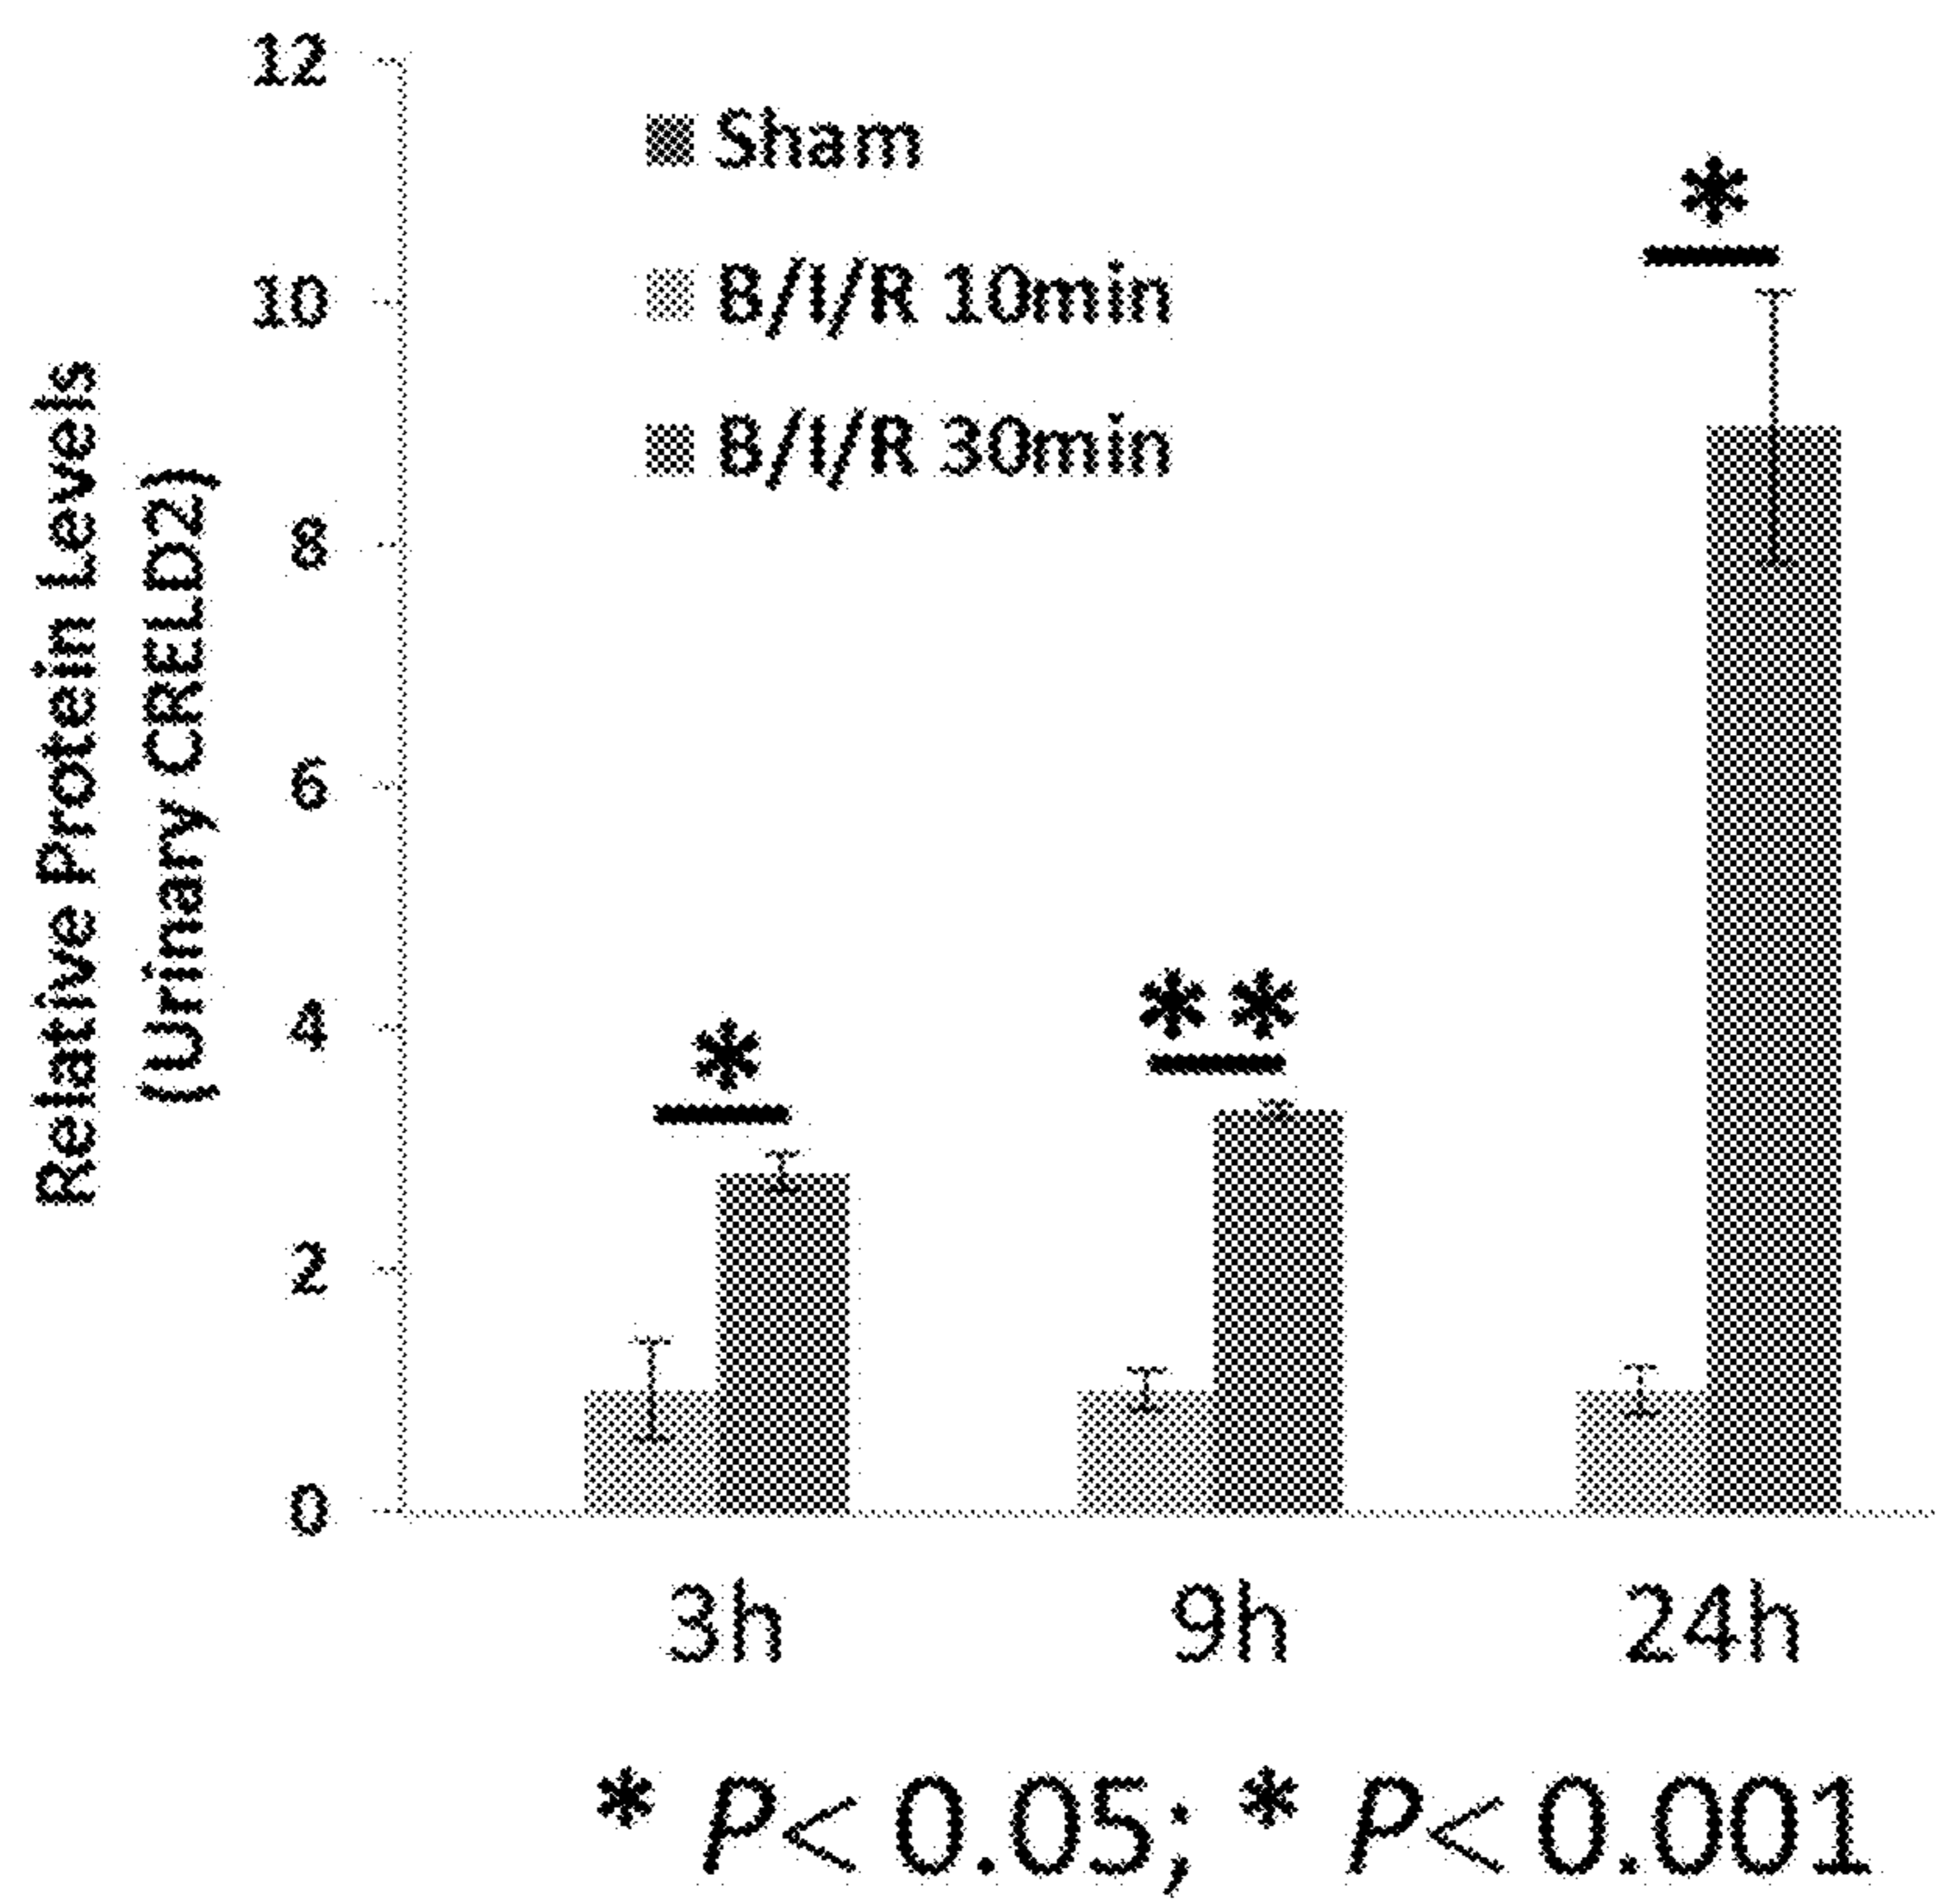 Relative Protein Levels
(Urinary CRELD2)
12
10
8
6
4
2
0
Sham
B/I/R 10min
B/I/R 30min
*
**
*
3h
9h
24h
* P< 0.05; * P< 0.001